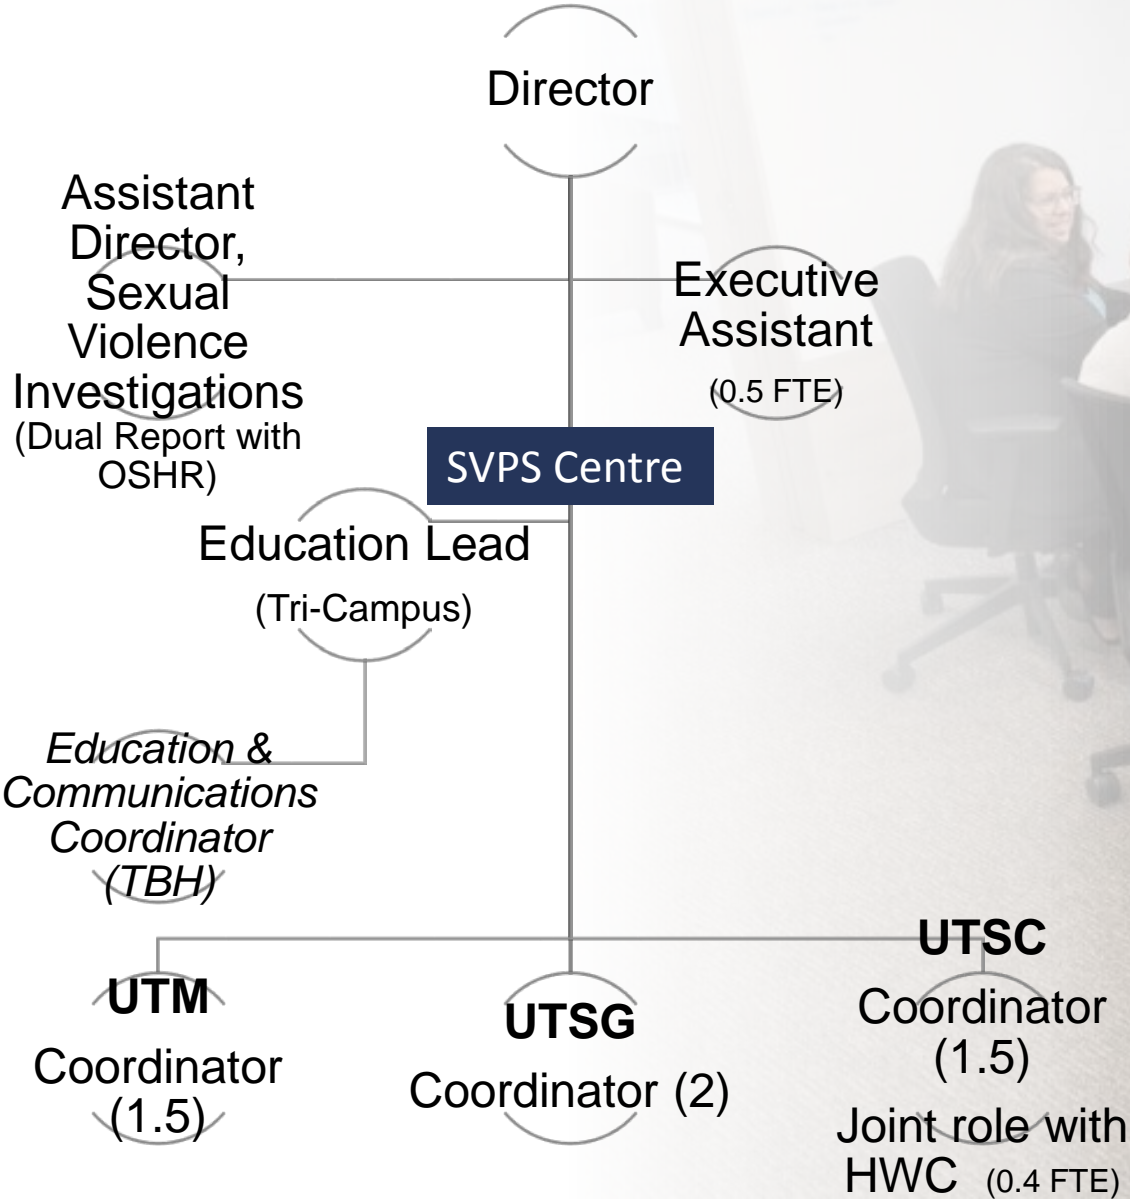 Director
Assistant
Director,
Sexual
Violence
Investigations
(Dual Report with
OSHR)
Executive
Assistant
(0.5 FTE)
SVPS Centre
Education Lead
(Tri-Campus)
Education &
Communications
Coordinator
(TBH)
UTM
Coordinator
(1.5)
UTSG
Coordinator (2)
UTSC
Coordinator
(1.5)
Joint role with
HWC (0.4 FTE)